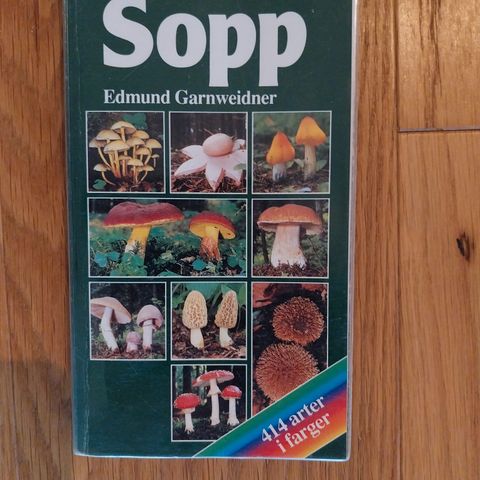 Sopp
Edmund Garnweidner
414 arter
i farger